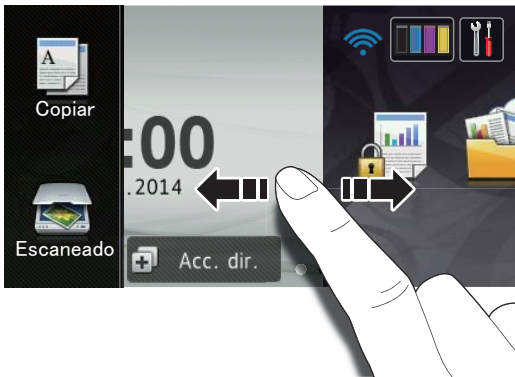 A
Copiar
:00
.2014
Escaneado
Acc. dir.